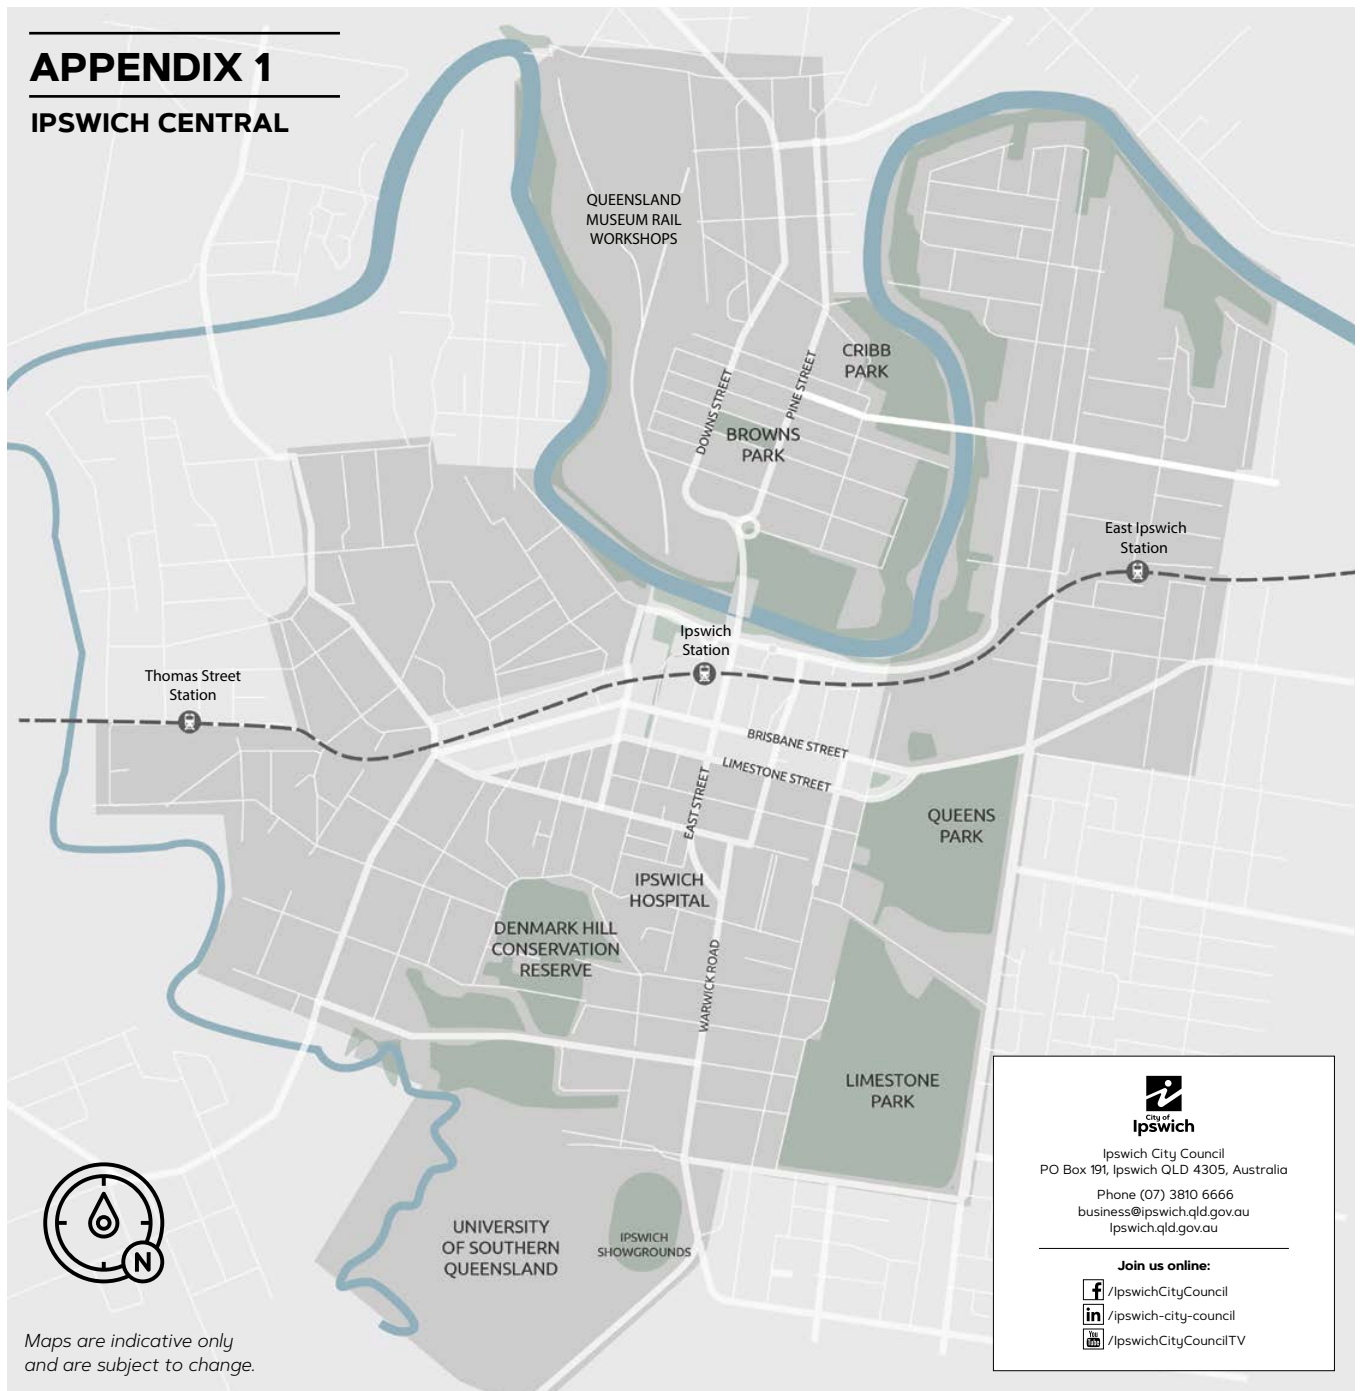 APPENDIX 1
IPSWICH CENTRAL
QUEENSLAND
MUSEUM RAIL
WORKSHOPS
CRIBB
PARK
DOWNS STREET
PINE STREET
BROWNS
PARK
East Ipswich
Station
Ipswich
Station
Thomas Street
Station
BRISBANE STREET
LIMESTONE STREET
EAST STREET
QUEENS
PARK
IPSWICH
HOSPITAL
DENMARK HILL
CONSERVATION
RESERVE
WARWICK ROAD
LIMESTONE
PARK
UNIVERSITY
OF SOUTHERN
QUEENSLAND
IPSWICH
SHOWGROUNDS
N
Maps are indicative only
and are subject to change.
City of
Ipswich
Ipswich City Council
PO Box 191, Ipswich QLD 4305, Australia
Phone (07) 3810 6666
business@ipswich.qld.gov.au
Ipswich.qld.gov.au
Join us online:
f /IpswichCityCouncil
in /ipswich-city-council
You Tube /IpswichCityCouncilTV